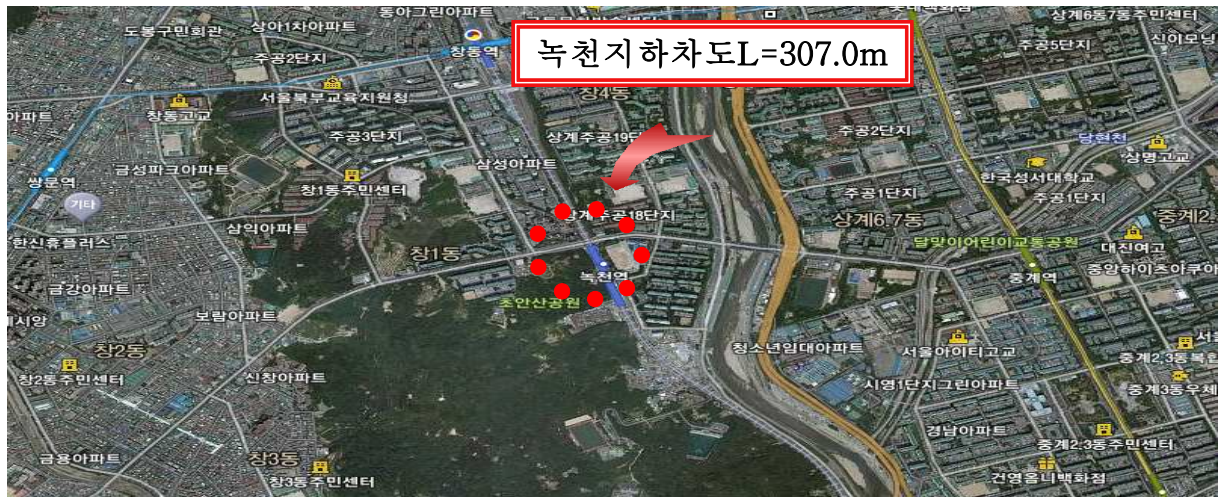 동아그린아파트
상계6동7동주민센터
도봉구민회관
상아1차아파트
녹천지하차도L=307.0m
창동역
주공2단지
주공5단지
서울북부교육지원청
창4동
창동고교
주공3단지
상계주공19단지
주공2단지
당현천
상명고교
삼성아파트
금성파크아파트
쌍문역
창1동주민센터
한국성서대학교
주공1단지
주공1단지
기타
상계주공18단지
상계6.7동
중계2.
삼익아파트
한신휴플러스
창1동
달맞이어린이교통공원
대진여고
녹천역
중계역
중앙하이츠아쿠아
금강아파트
초안산공원
보람아파트
창2동
청소년임대아파트
서울아이티고교
창2동주민센터
신창아파트
시영1단지그린아파트
중계2,3동복한
중계3동우체
경남아파트
중계2.3동주민센터
금용아파트
창3동
창3동주민센터
건영옴니백화점